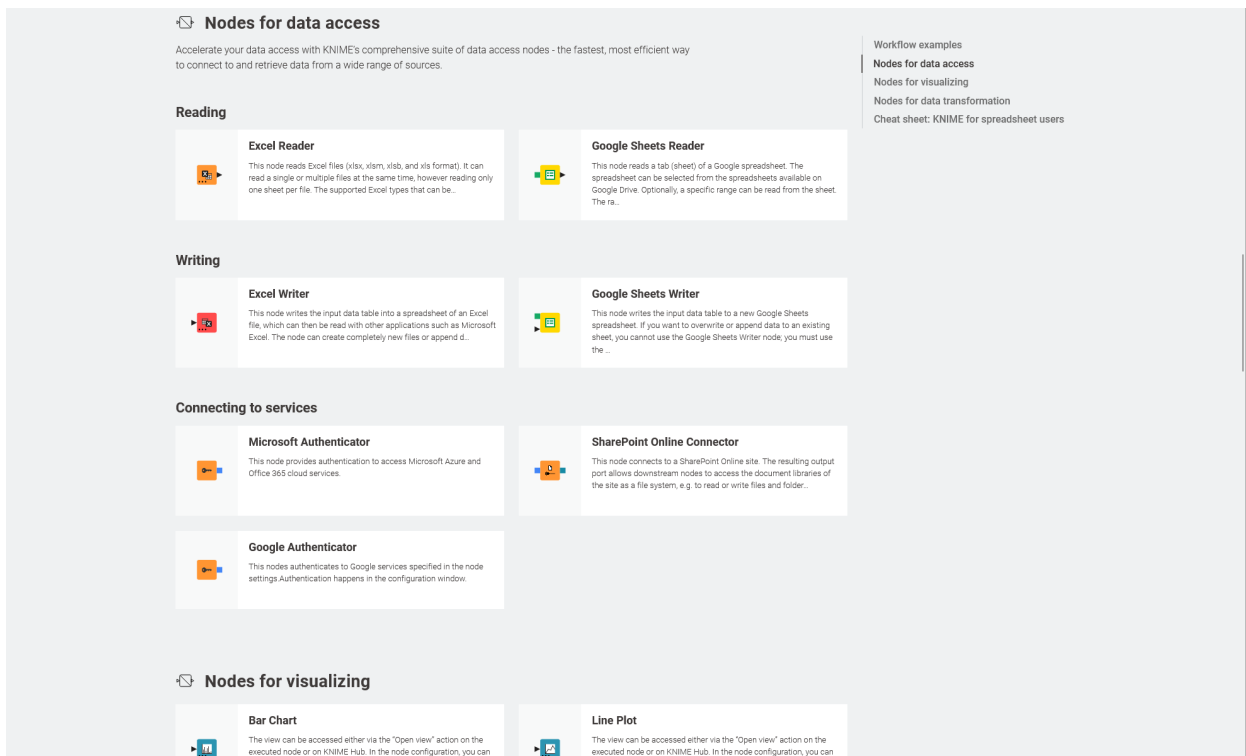 Nodes for data access
Accelerate your data access with KNIME's comprehensive suite of data access nodes - the fastest, most efficient way
to connect to and retrieve data from a wide range of sources.
Workflow examples
Nodes for data access
Nodes for visualizing
Nodes for data transformation
Cheat sheet: KNIME for spreadsheet users
Reading
Excel Reader
This node reads Excel files (xlsx, xlsm, xlsb, and xls format). It can
read a single or multiple files at the same time, however reading only
one sheet per file. The supported Excel types that can be...
Google Sheets Reader
This node reads a tab (sheet) of a Google spreadsheet. The
spreadsheet can be selected from the spreadsheets available on
Google Drive. Optionally, a specific range can be read from the sheet.
The ra...
Writing
Excel Writer
This node writes the input data table into a spreadsheet of an Excel
file, which can then be read with other applications such as Microsoft
Excel. The node can create completely new files or append d...
Google Sheets Writer
This node writes the input data table to a new Google Sheets
spreadsheet. If you want to overwrite or append data to an existing
sheet, you cannot use the Google Sheets Writer node; you must use
the ...
Connecting to services
Microsoft Authenticator
This node provides authentication to access Microsoft Azure and
Office 365 cloud services.
SharePoint Online Connector
This node connects to a SharePoint Online site. The resulting output
port allows downstream nodes to access the document libraries of
the site as a file system, e.g. to read or write files and folder...
Google Authenticator
This nodes authenticates to Google services specified in the node
settings.Authentication happens in the configuration window.
Nodes for visualizing
Bar Chart
The view can be accessed either via the "Open view" action on the
executed node or on KNIME Hub. In the node configuration, you can
Line Plot
The view can be accessed either via the "Open view" action on the
executed node or on KNIME Hub. In the node configuration, you can